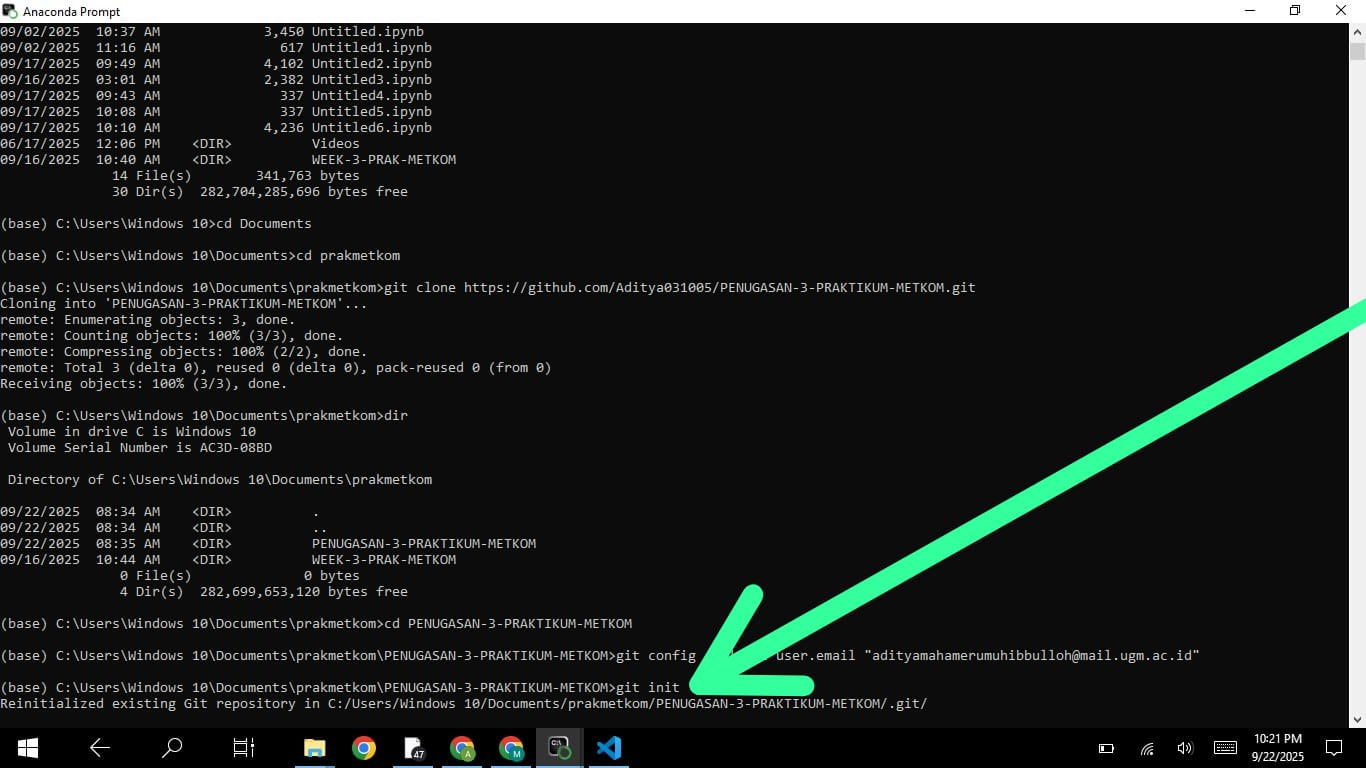 Anaconda Prompt
09/02/2025  10:37 AM             3,450 Untitled.ipynb
09/02/2025  11:16 AM               617 Untitled1.ipynb
09/17/2025  09:49 AM             4,102 Untitled2.ipynb
09/16/2025  03:01 AM             2,382 Untitled3.ipynb
09/17/2025  09:43 AM               337 Untitled4.ipynb
09/17/2025  10:08 AM               337 Untitled5.ipynb
09/17/2025  10:10 AM             4,236 Untitled6.ipynb
06/17/2025  12:06 PM    <DIR>          Videos
09/16/2025  10:40 AM    <DIR>          WEEK-3-PRAK-METKOM
              14 File(s)        341,763 bytes
              30 Dir(s)  282,704,285,696 bytes free
(base) C:\Users\Windows 10>cd Documents
(base) C:\Users\Windows 10\Documents>cd prakmetkom
(base) C:\Users\Windows 10\Documents\prakmetkom>git clone https://github.com/Aditya031005/PENUGASAN-3-PRAKTIKUM-METKOM.git
Cloning into 'PENUGASAN-3-PRAKTIKUM-METKOM'...
remote: Enumerating objects: 3, done.
remote: Counting objects: 100% (3/3), done.
remote: Compressing objects: 100% (2/2), done.
remote: Total 3 (delta 0), reused 0 (delta 0), pack-reused 0 (from 0)
Receiving objects: 100% (3/3), done.
(base) C:\Users\Windows 10\Documents\prakmetkom>dir
 Volume in drive C is Windows 10
 Volume Serial Number is AC3D-08BD
 Directory of C:\Users\Windows 10\Documents\prakmetkom
09/22/2025  08:34 AM    <DIR>          .
09/22/2025  08:34 AM    <DIR>          ..
09/22/2025  08:35 AM    <DIR>          PENUGASAN-3-PRAKTIKUM-METKOM
09/16/2025  10:44 AM    <DIR>          WEEK-3-PRAK-METKOM
               0 File(s)              0 bytes
               4 Dir(s)  282,699,653,120 bytes free
(base) C:\Users\Windows 10\Documents\prakmetkom>cd PENUGASAN-3-PRAKTIKUM-METKOM
(base) C:\Users\Windows 10\Documents\prakmetkom\PENUGASAN-3-PRAKTIKUM-METKOM>git config user.email "adityamahamerumuhibbulloh@mail.ugm.ac.id"
(base) C:\Users\Windows 10\Documents\prakmetkom\PENUGASAN-3-PRAKTIKUM-METKOM>git init
Reinitialized existing Git repository in C:/Users/Windows 10/Documents/prakmetkom/PENUGASAN-3-PRAKTIKUM-METKOM/.git/
47
A
M
C:\
10:21 PM
9/22/2025